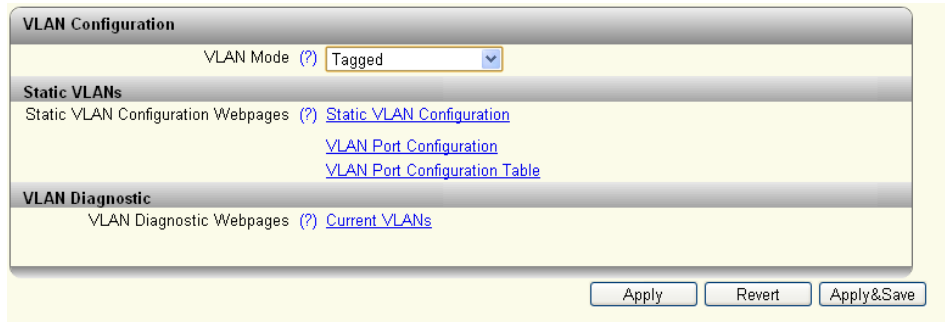 VLAN Configuration
VLAN Mode (?) Tagged
Static VLANs
Static VLAN Configuration Webpages (?) Static VLAN Configuration
VLAN Port Configuration
VLAN Port Configuration Table
VLAN Diagnostic
VLAN Diagnostic Webpages (?) Current VLANs
Apply Revert Apply&Save